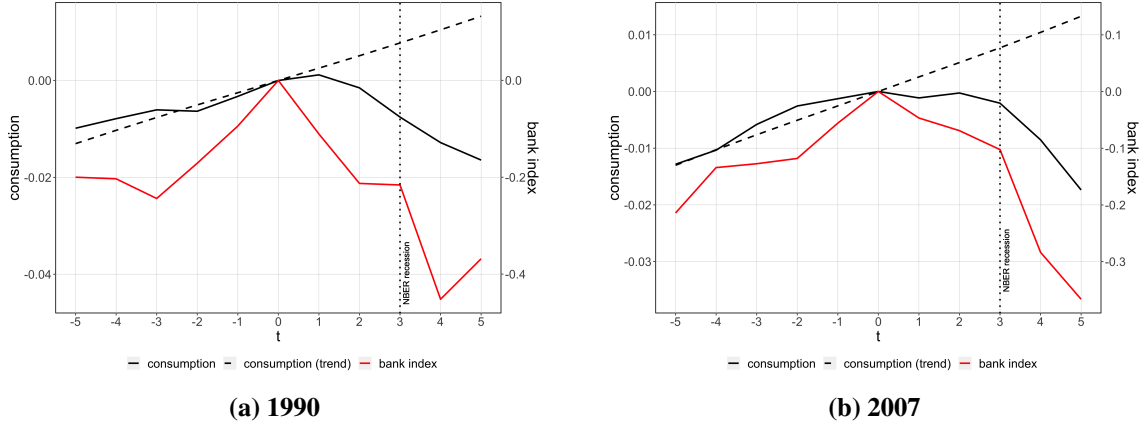 0.00
-0.02
-0.04
consumption
0.0
-0.2
-0.4
bank index
NBER recession
-5 -4 -3 -2 -1 0 1 2 3 4 5
t
consumption consumption (trend) bank index
(a) 1990
0.01
0.00
-0.01
-0.02
-0.03
consumption
0.1
0.0
-0.1
-0.2
-0.3
bank index
NBER recession
-5 -4 -3 -2 -1 0 1 2 3 4 5
t
consumption consumption (trend) bank index
(b) 2007